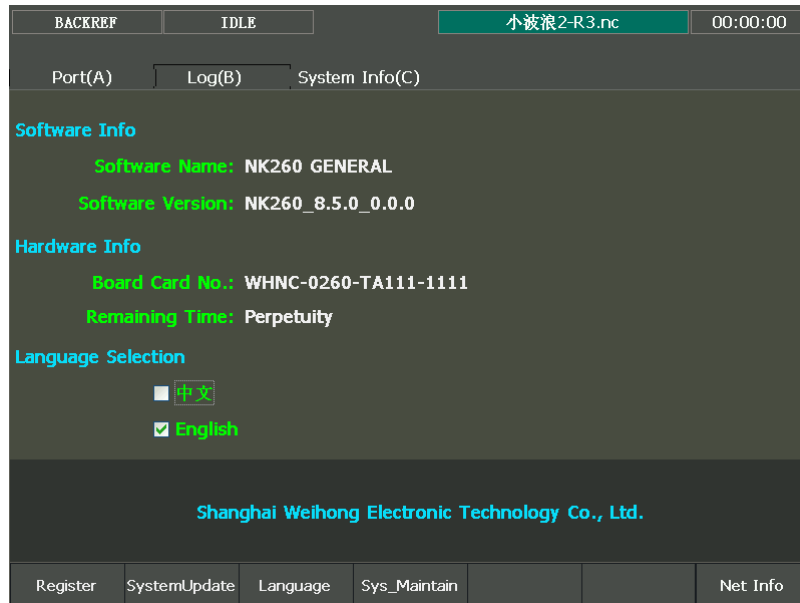 BACKREF IDLE 小波浪2-R3.nc 00:00:00
Port(A) Log(B) System Info(C)
Software Info
Software Name: NK260 GENERAL
Software Version: NK260_8.5.0_0.0.0
Hardware Info
Board Card No.: WHNC-0260-TA111-1111
Remaining Time: Perpetuity
Language Selection
中文
English
Shanghai Weihong Electronic Technology Co., Ltd.
Register SystemUpdate Language Sys_Maintain Net Info